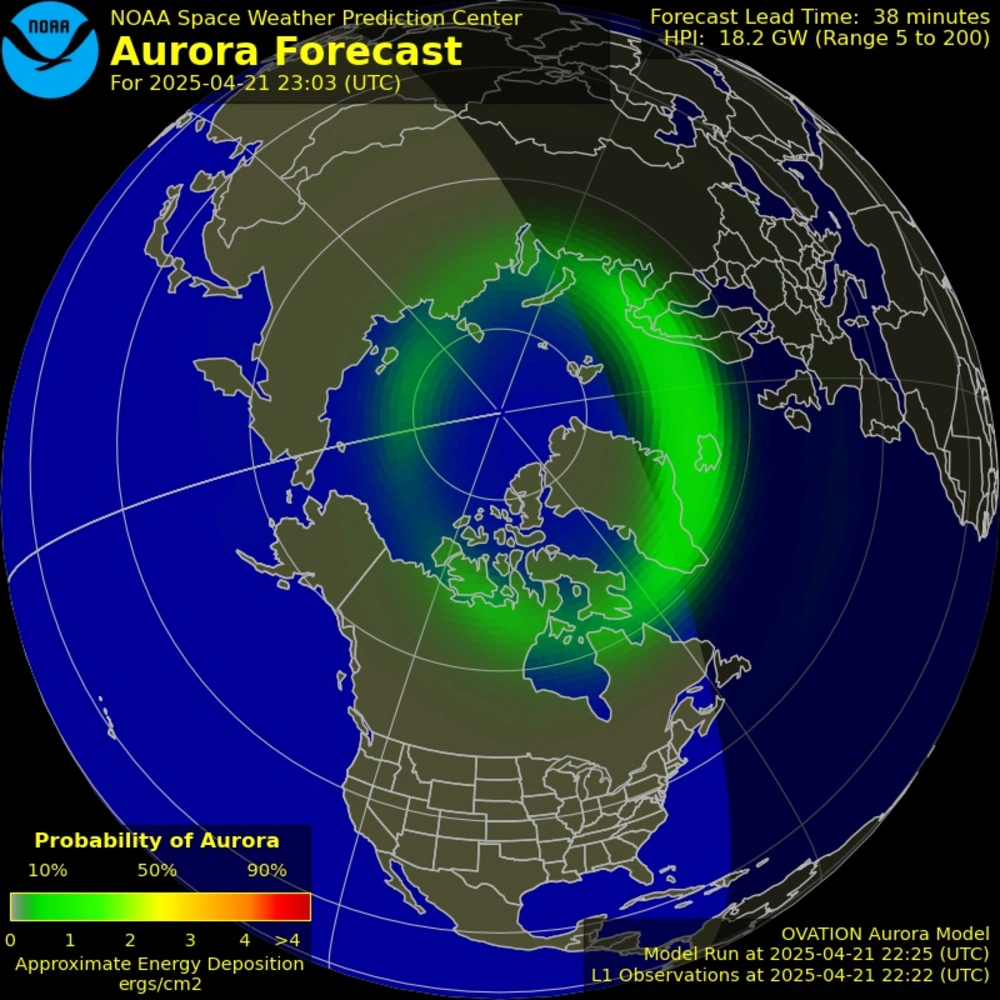 NOAA
NOAA Space Weather Prediction Center
Aurora Forecast
For 2025-04-21 23:03 (UTC)
Forecast Lead Time: 38 minutes
HPI: 18.2 GW (Range 5 to 200)
Probability of Aurora
10% 50% 90%
0 1 2 3 4 >4
Approximate Energy Deposition
ergs/cm2
OVATION Aurora Model
Model Run at 2025-04-21 22:25 (UTC)
L1 Observations at 2025-04-21 22:22 (UTC)